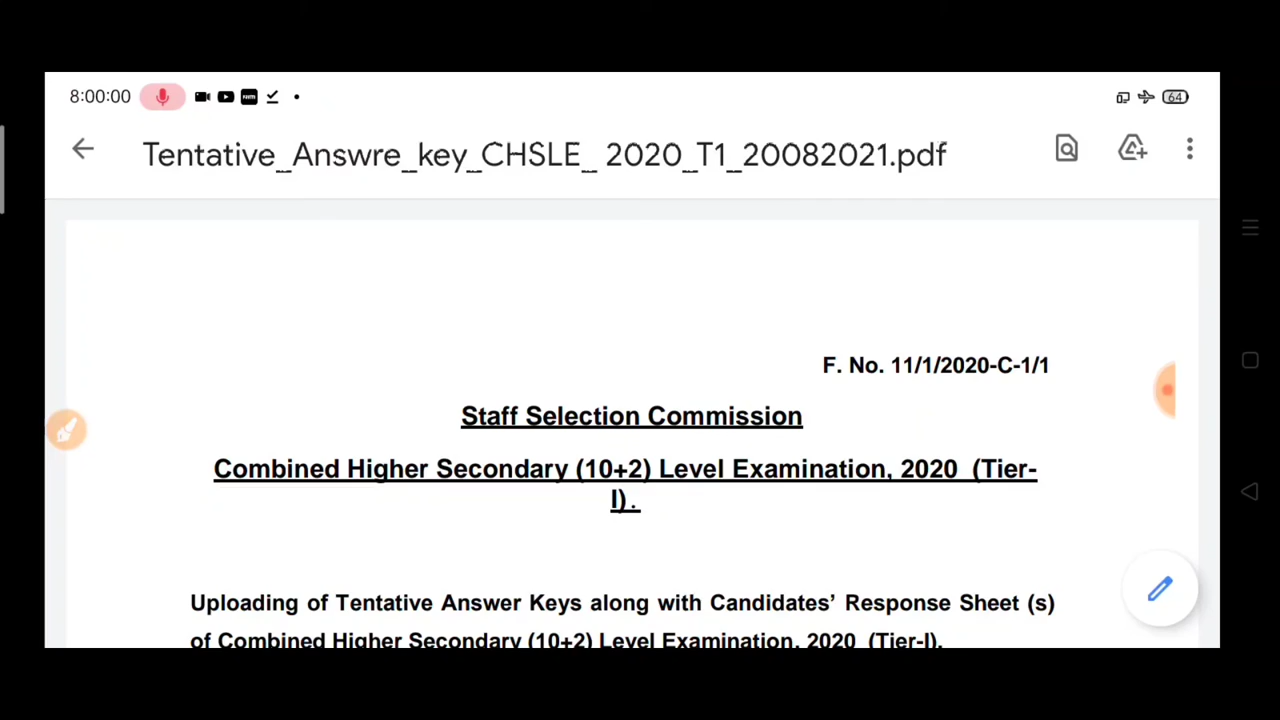 8:00:00
64
Tentative_Answre_key_CHSLE_ 2020_T1_20082021.pdf
F. No. 11/1/2020-C-1/1
Staff Selection Commission
Combined Higher Secondary (10+2) Level Examination, 2020 (Tier-
I).
Uploading of Tentative Answer Keys along with Candidates' Response Sheet (s)
of Combined Higher Secondary (10+2) Level Examination, 2020 (Tier-I).